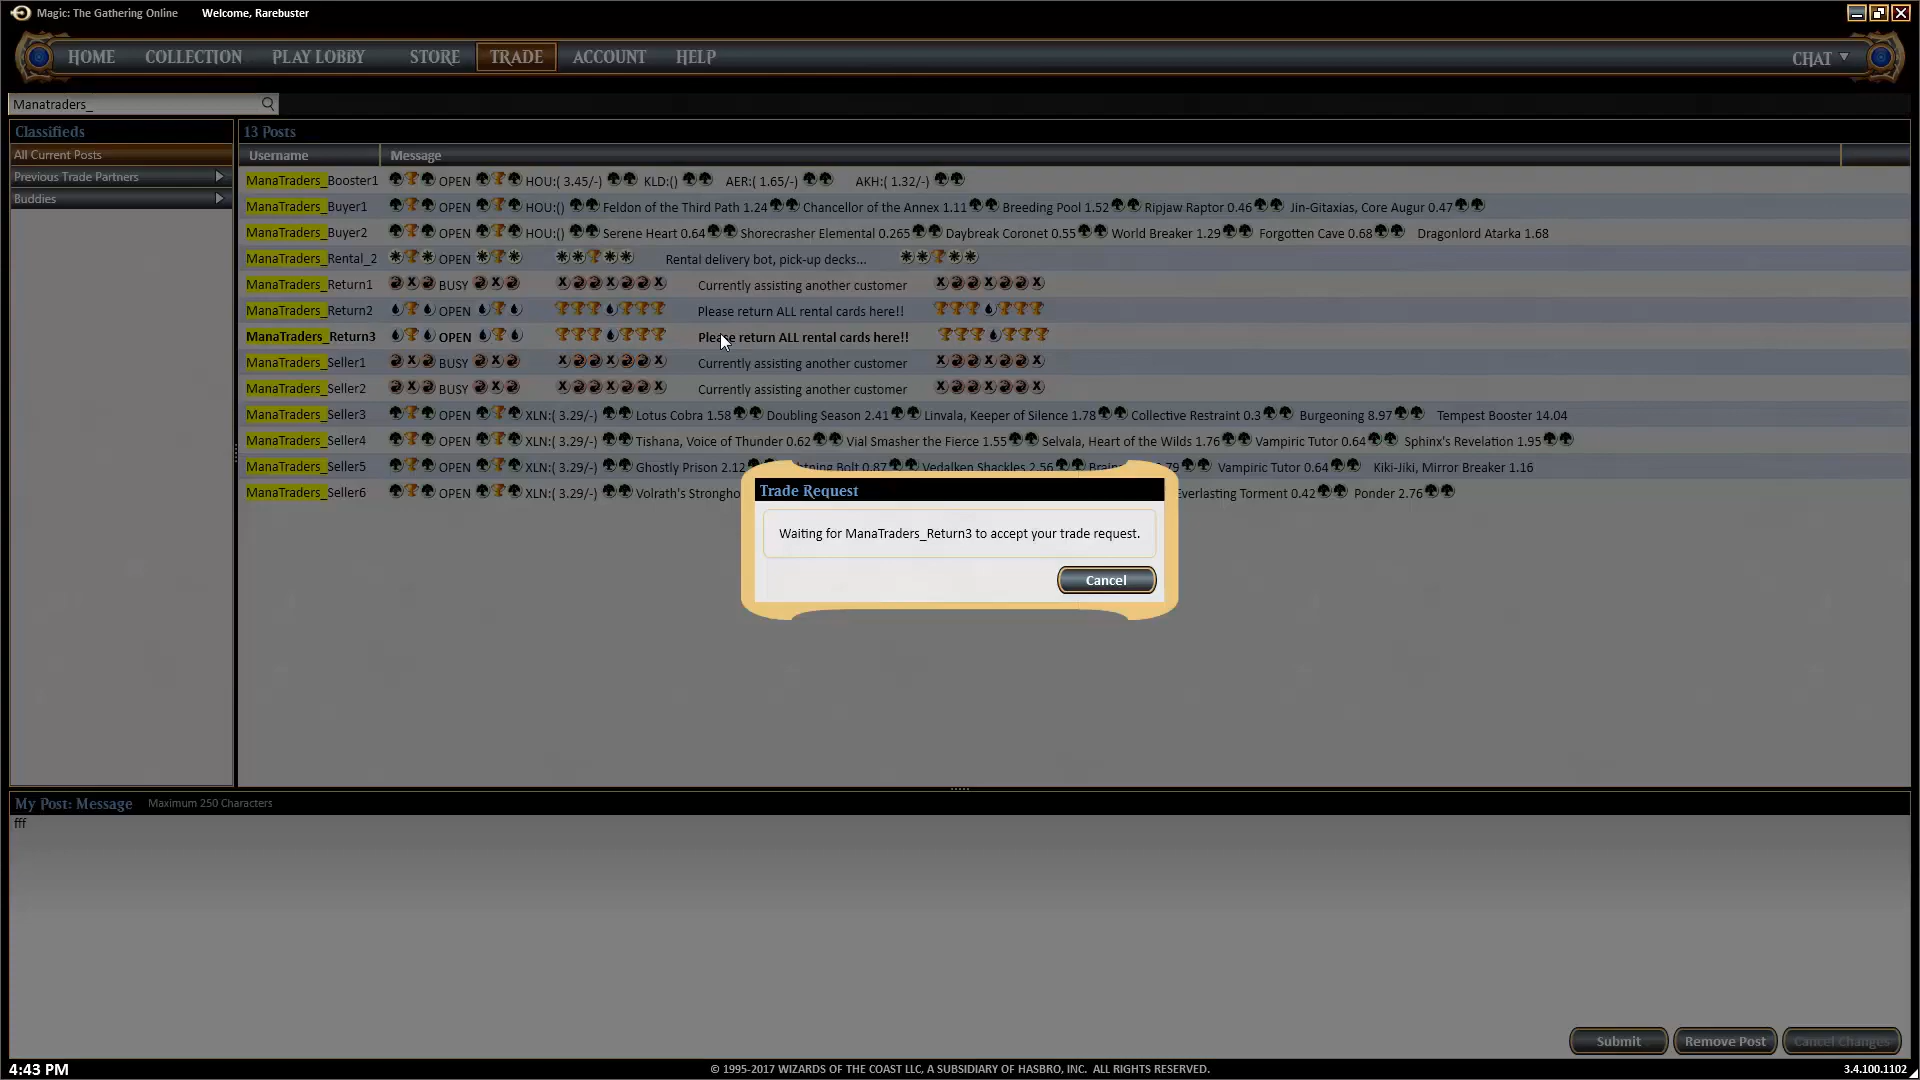 Magic: The Gathering Online Welcome, Rarebuster
HOME COLLECTION PLAY LOBBY STORE TRADE ACCOUNT HELP CHAT
Manatraders_
Classifieds
All Current Posts
Previous Trade Partners
Buddies
13 Posts
Username Message
ManaTraders_Booster1 OPEN HOU:( 3.45/-) KLD:() AER:( 1.65/-) AKH:( 1.32/-)
ManaTraders_Buyer1 OPEN HOU:() Feldon of the Third Path 1.24 Chancellor of the Annex 1.11 Breeding Pool 1.52 Ripjaw Raptor 0.46 Jin-Gitaxias, Core Augur 0.47
ManaTraders_Buyer2 OPEN HOU:() Serene Heart 0.64 Shorecrasher Elemental 0.265 Daybreak Coronet 0.55 World Breaker 1.29 Forgotten Cave 0.68 Dragonlord Atarka 1.68
ManaTraders_Rental_2 OPEN Rental delivery bot, pick-up decks...
ManaTraders_Return1 BUSY Currently assisting another customer
ManaTraders_Return2 OPEN Please return ALL rental cards here!!
ManaTraders_Return3 OPEN Please return ALL rental cards here!!
ManaTraders_Seller1 BUSY Currently assisting another customer
ManaTraders_Seller2 BUSY Currently assisting another customer
ManaTraders_Seller3 OPEN XLN:( 3.29/-) Lotus Cobra 1.58 Doubling Season 2.41 Linvala, Keeper of Silence 1.78 Collective Restraint 0.3 Burgeoning 8.97 Tempest Booster 14.04
ManaTraders_Seller4 OPEN XLN:( 3.29/-) Tishana, Voice of Thunder 0.62 Vial Smasher the Fierce 1.55 Selvala, Heart of the Wilds 1.76 Vampiric Tutor 0.64 Sphinx's Revelation 1.95
ManaTraders_Seller5 OPEN XLN:( 3.29/-) Ghostly Prison 2.12 Bolt 0.87 Vedalken Shackles 2.56 Vampiric Tutor 0.64 Kiki-Jiki, Mirror Breaker 1.16
ManaTraders_Seller6 OPEN XLN:( 3.29/-) Volrath's Everlasting Torment 0.42 Ponder 2.76
Trade Request
Waiting for ManaTraders_Return3 to accept your trade request.
Cancel
My Post: Message Maximum 250 Characters
fff
Submit Remove Post Cancel Changes
4:43 PM © 1995-2017 WIZARDS OF THE COAST LLC, A SUBSIDIARY OF HASBRO, INC. ALL RIGHTS RESERVED. 3.4.100.1102